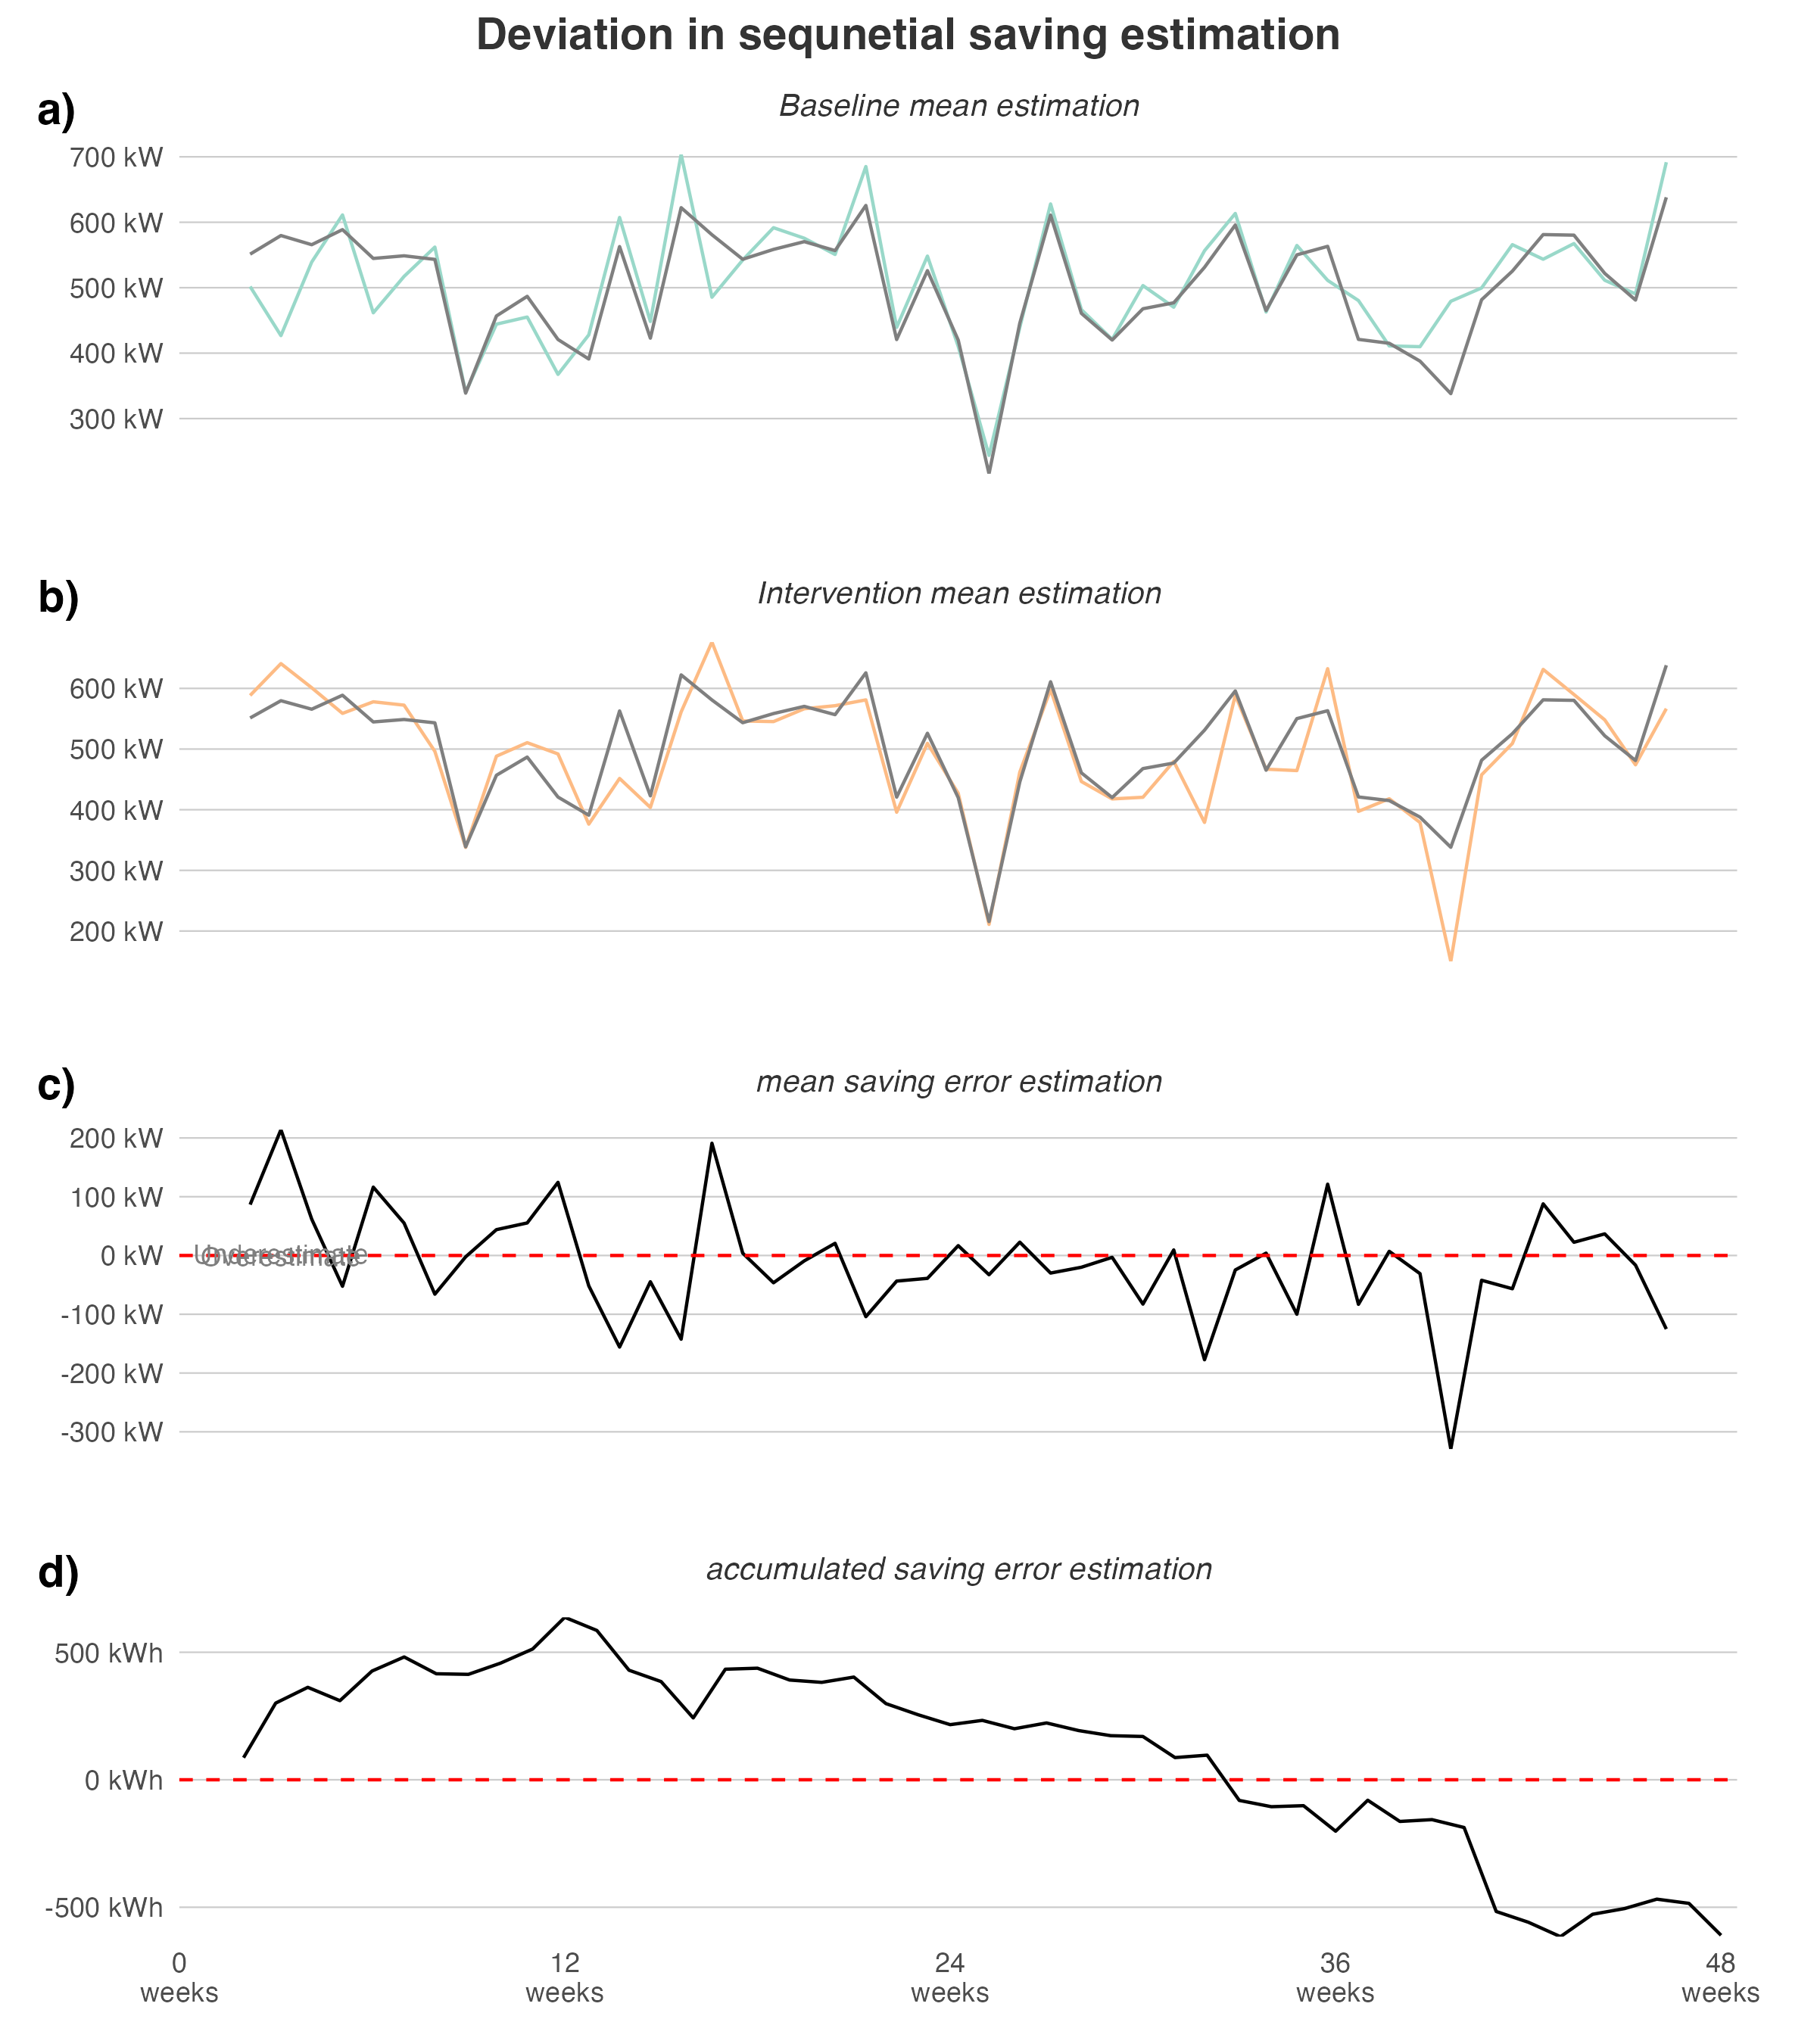 Deviation in sequnetial saving estimation
a)
Baseline mean estimation
700 kW
600 kW
500 kW
400 kW
300 kW
b)
Intervention mean estimation
600 kW
500 kW
400 kW
300 kW
200 kW
c)
mean saving error estimation
200 kW
100 kW
0 kW
Underestimate
Overestimate
-100 kW
-200 kW
-300 kW
d)
accumulated saving error estimation
500 kWh
0 kWh
-500 kWh
0 12 24 36 48
weeks weeks weeks weeks weeks